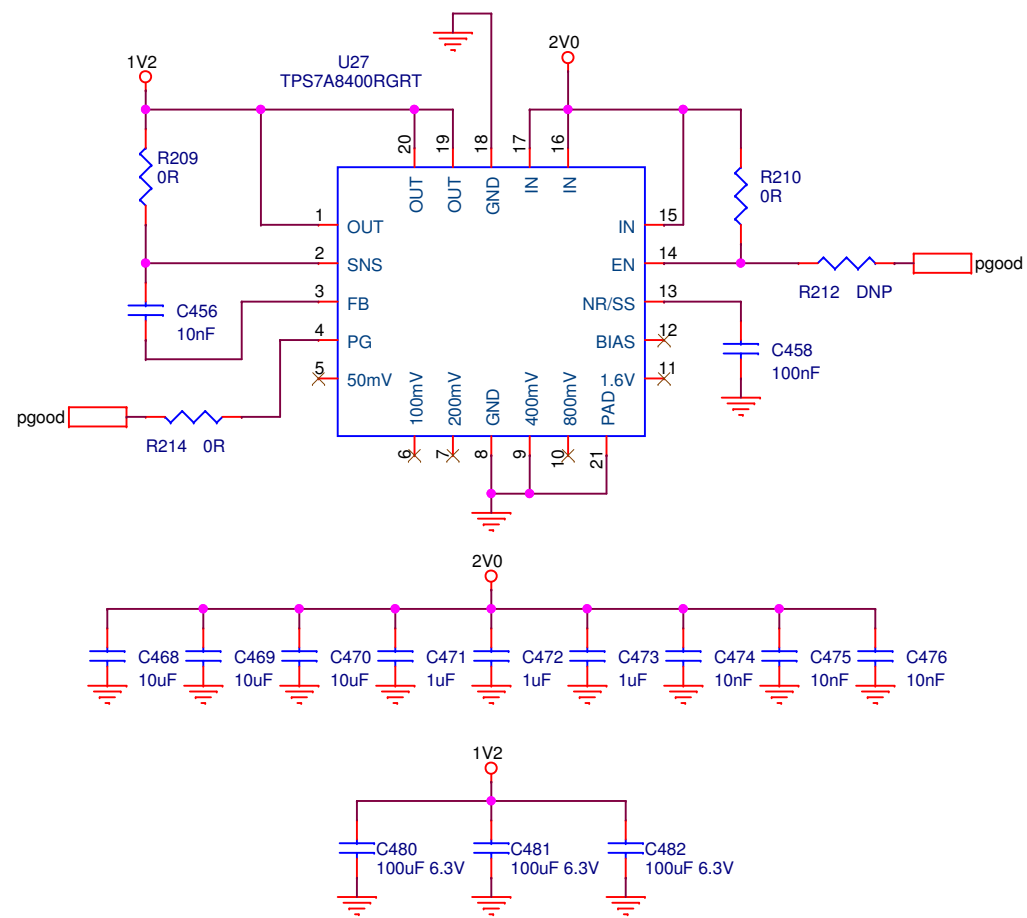 2V0
1V2
U27
TPS7A8400RGRT
20
19
18
17
16
R209
0R
OUT
OUT
GND
IN
IN
R210
0R
1
OUT
IN
15
2
SNS
EN
14
pgood
R212 DNP
3
FB
NR/SS
13
C456
10nF
4
PG
BIAS
12
C458
100nF
5
50mV
1.6V
11
100mV
200mV
GND
400mV
800mV
PAD
pgood
R214 0R
6
7
8
9
10
21
2V0
C468
10uF
C469
10uF
C470
10uF
C471
1uF
C472
1uF
C473
1uF
C474
10nF
C475
10nF
C476
10nF
1V2
C480
100uF 6.3V
C481
100uF 6.3V
C482
100uF 6.3V